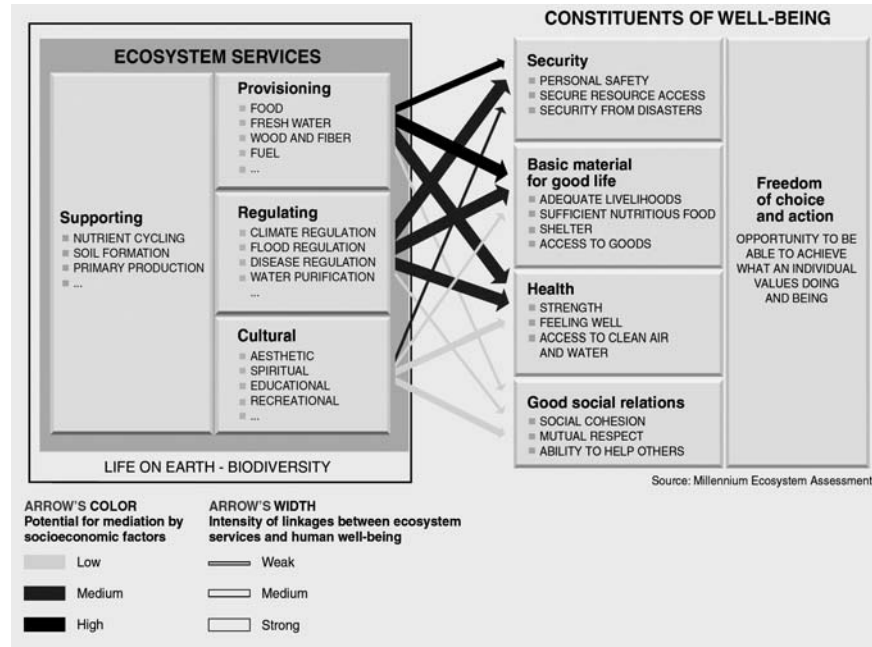 CONSTITUENTS OF WELL-BEING
ECOSYSTEM SERVICES
Supporting
NUTRIENT CYCLING
SOIL FORMATION
PRIMARY PRODUCTION
...
Provisioning
FOOD
FRESH WATER
WOOD AND FIBER
FUEL
...
Regulating
CLIMATE REGULATION
FLOOD REGULATION
DISEASE REGULATION
WATER PURIFICATION
...
Cultural
AESTHETIC
SPIRITUAL
EDUCATIONAL
RECREATIONAL
...
LIFE ON EARTH - BIODIVERSITY
Security
PERSONAL SAFETY
SECURE RESOURCE ACCESS
SECURITY FROM DISASTERS
Basic material
for good life
ADEQUATE LIVELIHOODS
SUFFICIENT NUTRITIOUS FOOD
SHELTER
ACCESS TO GOODS
Health
STRENGTH
FEELING WELL
ACCESS TO CLEAN AIR
AND WATER
Good social relations
SOCIAL COHESION
MUTUAL RESPECT
ABILITY TO HELP OTHERS
Freedom
of choice
and action
OPPORTUNITY TO BE
ABLE TO ACHIEVE
WHAT AN INDIVIDUAL
VALUES DOING
AND BEING
Source: Millennium Ecosystem Assessment
ARROW'S COLOR
Potential for mediation by
socioeconomic factors
Low
Medium
High
ARROW'S WIDTH
Intensity of linkages between ecosystem
services and human well-being
Weak
Medium
Strong